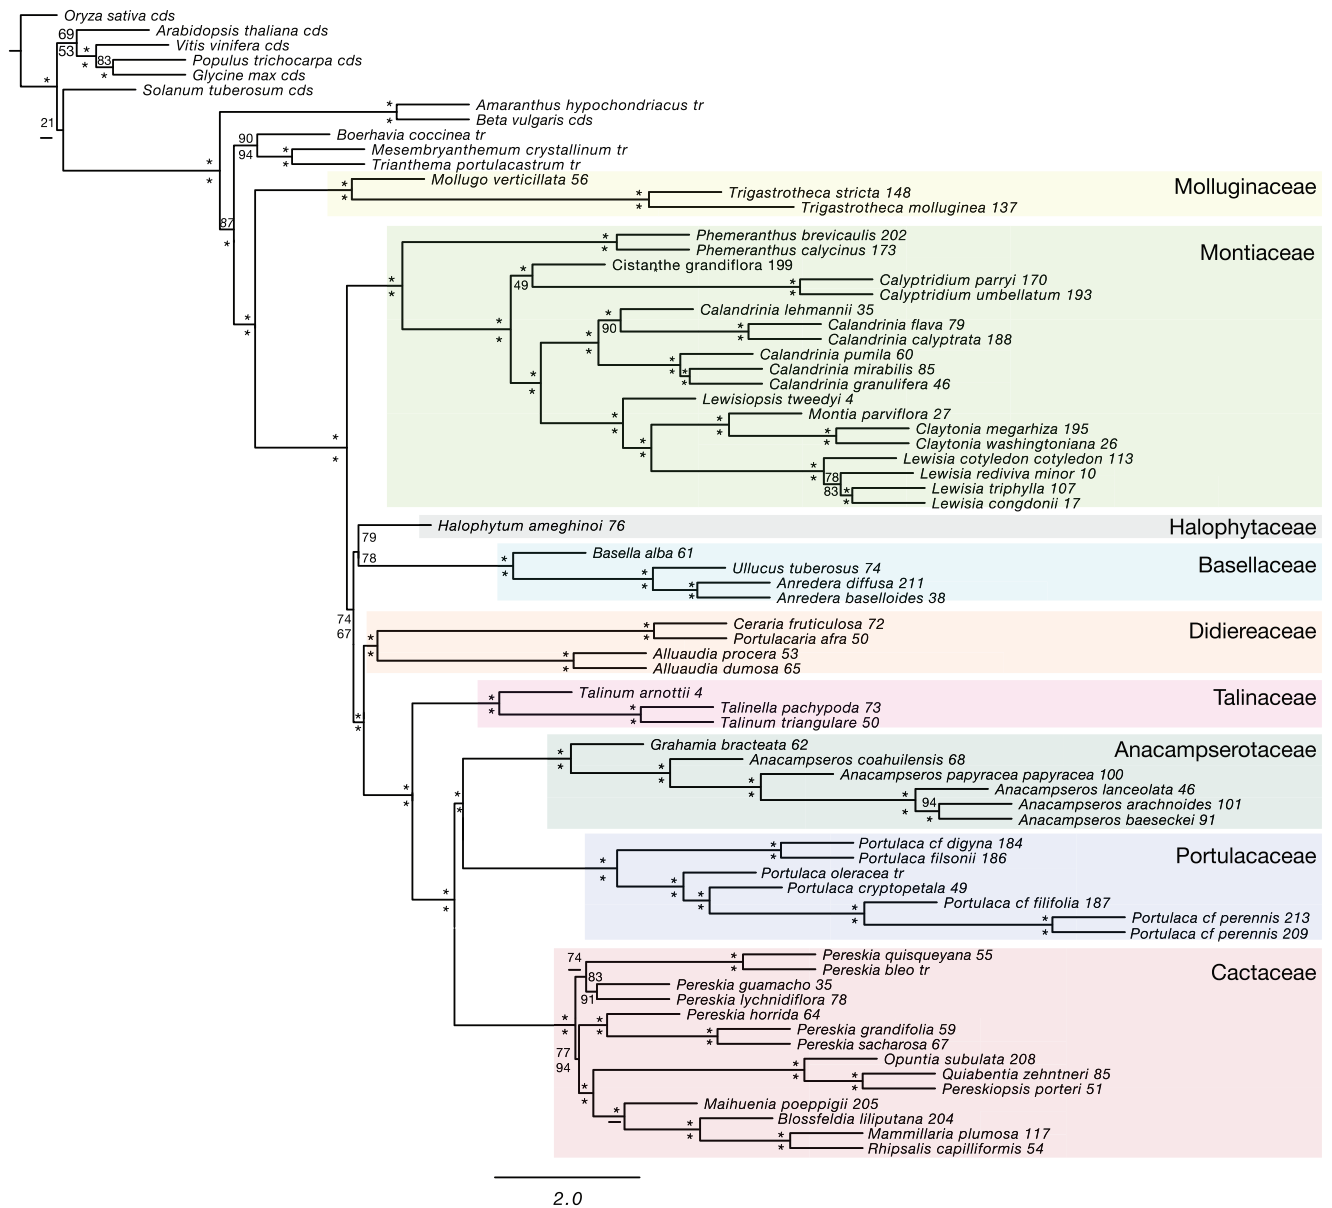 Oryza sativa cds
Arabidopsis thaliana cds
69
53
*
Vitis vinifera cds
*
83
Populus trichocarpa cds
*
Glycine max cds
*
Solanum tuberosum cds
21
Amaranthus hypochondriacus tr
*
*
Beta vulgaris cds
Boerhavia coccinea tr
90
94
Mesembryanthemum crystallinum tr
*
*
Trianthema portulacastrum tr
*
*
Mollugo verticillata 56
*
*
Molluginaceae
Trigastrotheca stricta 148
*
*
Trigastrotheca molluginea 137
87
*
Phemeranthus brevicaulis 202
*
*
Phemeranthus calycinus 173
Montiaceae
Cistanthe grandiflora 199
*
49
Calyptridium parryi 170
*
*
Calyptridium umbellatum 193
*
*
Calandrinia lehmannii 35
*
90
Calandrinia flava 79
*
*
Calandrinia calyptrata 188
*
*
*
*
*
*
Calandrinia pumila 60
*
*
Calandrinia mirabilis 85
*
*
Calandrinia granulifera 46
*
*
Lewisiopsis tweedyi 4
*
*
Montia parviflora 27
*
*
Claytonia megarhiza 195
*
*
Claytonia washingtoniana 26
*
*
*
*
Lewisia cotyledon cotyledon 113
*
*
Lewisia rediviva minor 10
78
83
Lewisia triphylla 107
*
*
Lewisia congdonii 17
Halophytum ameghinoi 76
Halophytaceae
79
78
Basella alba 61
*
*
Basellaceae
Ullucus tuberosus 74
*
*
Anredera diffusa 211
*
*
Anredera baselloides 38
74
67
Ceraria fruticulosa 72
*
*
Portulacaria afra 50
Didiereaceae
*
*
Alluaudia procera 53
*
*
Alluaudia dumosa 65
Talinum arnottii 4
*
*
Talinaceae
Talinella pachypoda 73
*
*
Talinum triangulare 50
*
*
Grahamia bracteata 62
*
*
Anacampserotaceae
Anacampseros coahuilensis 68
*
*
Anacampseros papyracea papyracea 100
*
*
Anacampseros lanceolata 46
*
*
Anacampseros arachnoides 101
94
*
Anacampseros baeseckei 91
*
*
*
*
Portulaca cf digyna 184
*
*
Portulaca filsonii 186
Portulacaceae
*
*
Portulaca oleracea tr
*
*
Portulaca cryptopetala 49
*
*
Portulaca cf filifolia 187
*
*
Portulaca cf perennis 213
*
*
Portulaca cf perennis 209
*
*
Pereskia quisqueyana 55
*
*
Pereskia bleo tr
74
Cactaceae
83
91
Pereskia guamacho 35
Pereskia lychnidiflora 78
Pereskia horrida 64
*
*
*
*
Pereskia grandifolia 59
*
*
Pereskia sacharosa 67
77
94
Opuntia subulata 208
*
*
Quiabentia zehntneri 85
*
*
Pereskiopsis porteri 51
*
*
Maihuenia poeppigii 205
*
Blossfeldia liliputana 204
*
*
Mammillaria plumosa 117
*
*
Rhipsalis capilliformis 54
2.0